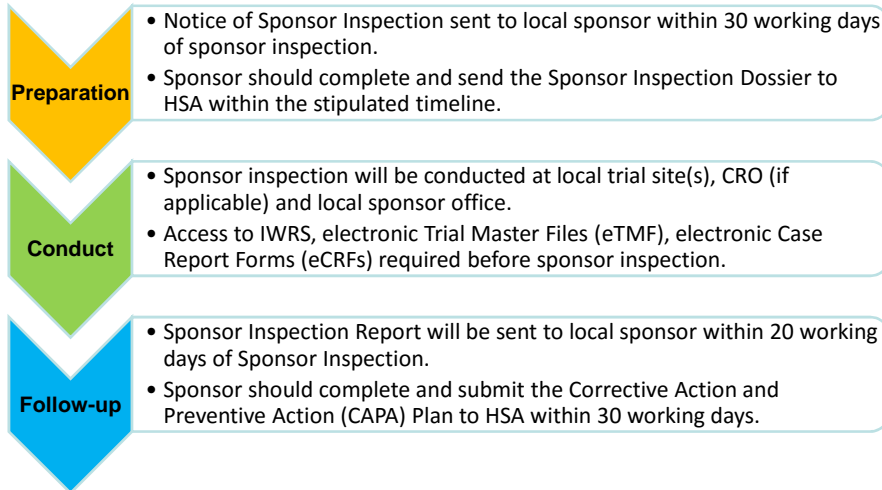 Preparation
• Notice of Sponsor Inspection sent to local sponsor within 30 working days
of sponsor inspection.
• Sponsor should complete and send the Sponsor Inspection Dossier to
HSA within the stipulated timeline.
Conduct
• Sponsor inspection will be conducted at local trial site(s), CRO (if
applicable) and local sponsor office.
• Access to IWRS, electronic Trial Master Files (eTMF), electronic Case
Report Forms (eCRFs) required before sponsor inspection.
Follow-up
• Sponsor Inspection Report will be sent to local sponsor within 20 working
days of Sponsor Inspection.
• Sponsor should complete and submit the Corrective Action and
Preventive Action (CAPA) Plan to HSA within 30 working days.